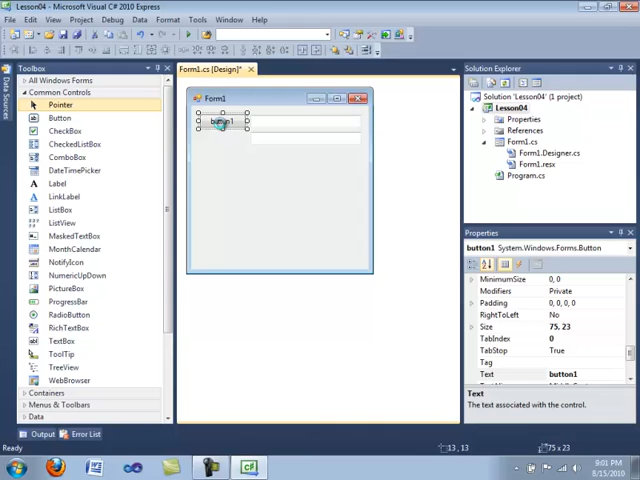 Lesson04 - Microsoft Visual C# 2010 Express
File Edit View Project Debug Data Format Tools Window Help
Toolbox
All Windows Forms
Common Controls
Pointer
Button
CheckBox
CheckedListBox
ComboBox
DateTimePicker
Label
LinkLabel
ListBox
ListView
MaskedTextBox
MonthCalendar
NotifyIcon
NumericUpDown
PictureBox
ProgressBar
RadioButton
RichTextBox
TextBox
ToolTip
TreeView
WebBrowser
Containers
Menus & Toolbars
Data
Data Sources
Form1.cs [Design]*
Form1
button1
Solution Explorer
Solution 'Lesson04' (1 project)
Lesson04
Properties
References
Form1.cs
Form1.Designer.cs
Form1.resx
Program.cs
Properties
button1 System.Windows.Forms.Button
MinimumSize 0, 0
Modifiers Private
Padding 0, 0, 0, 0
RightToLeft No
Size 75, 23
TabIndex 0
TabStop True
Tag
Text button1
Text
The text associated with the control.
Output Error List
Ready
13 , 13
75 x 23
9:01 PM
8/15/2010